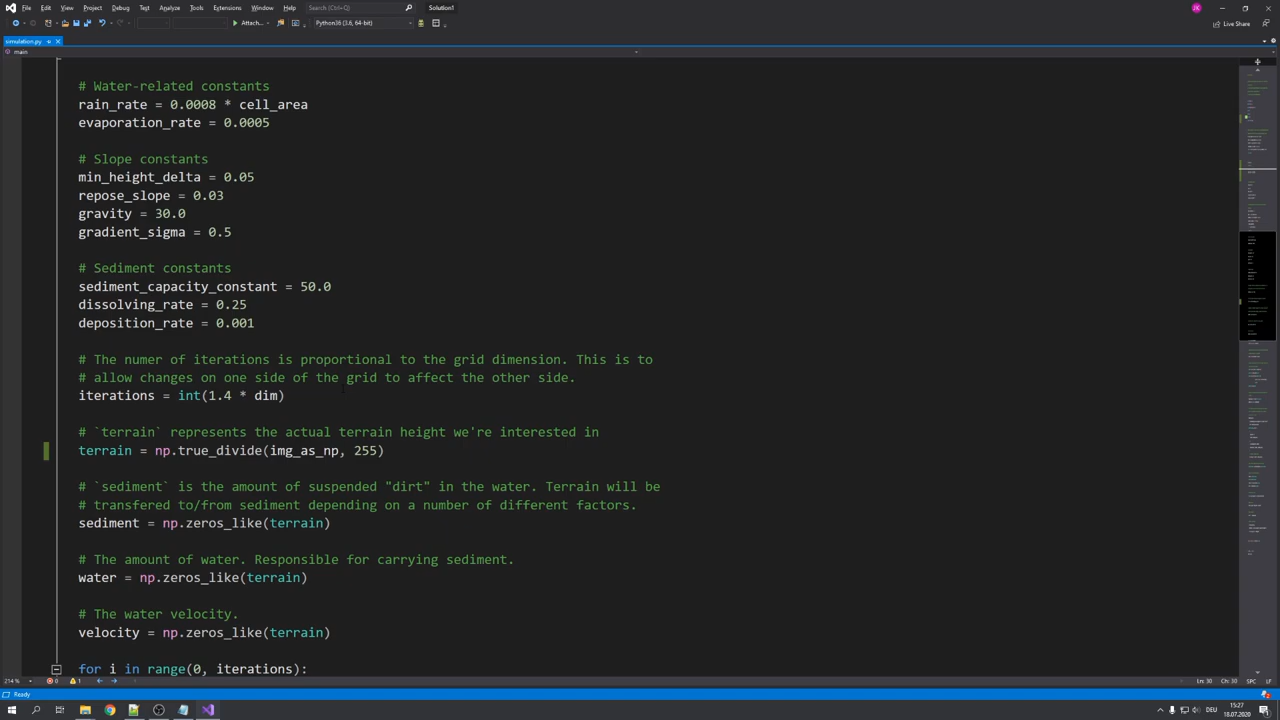 File Edit View Project Debug Test Analyze Tools Extensions Window Help Search (Ctrl+Q) Solution1 JK
Attach... Python36 (3.6, 64-bit) Live Share
simulation.py
main
# Water-related constants
rain_rate = 0.0008 * cell_area
evaporation_rate = 0.0005
# Slope constants
min_height_delta = 0.05
repose_slope = 0.03
gravity = 30.0
gradient_sigma = 0.5
# Sediment constants
sediment_capacity_constant = 50.0
dissolving_rate = 0.25
deposition_rate = 0.001
# The numer of iterations is proportional to the grid dimension. This is to
# allow changes on one side of the grid to affect the other side.
iterations = int(1.4 * dim)
# `terrain` represents the actual terrain height we're interested in
terrain = np.true_divide(img_as_np, 255)
# `sediment` is the amount of suspended "dirt" in the water. Terrain will be
# transfered to/from sediment depending on a number of different factors.
sediment = np.zeros_like(terrain)
# The amount of water. Responsible for carrying sediment.
water = np.zeros_like(terrain)
# The water velocity.
velocity = np.zeros_like(terrain)
for i in range(0, iterations):
214 % 0 1 Ln: 30 Ch: 30 SPC LF
Ready
DEU 15:27
18.07.2020